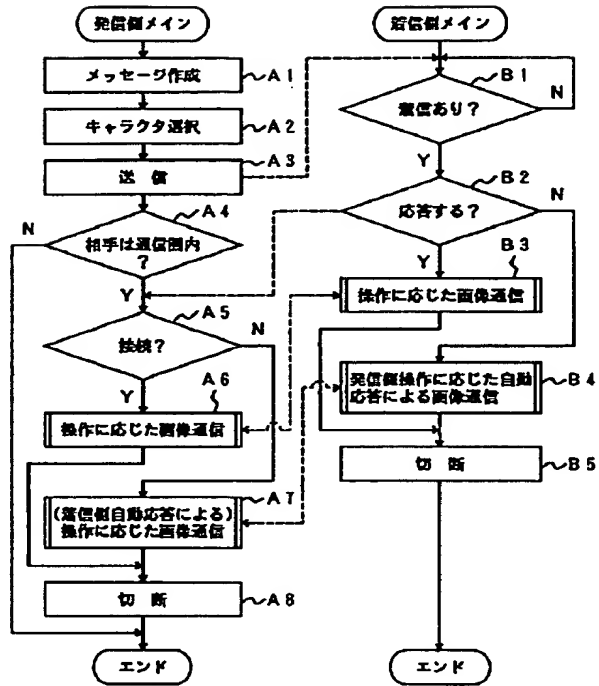 発信側メイン
メッセージ作成
A1
キャラクタ選択
A2
送 信
A3
相手は通信圏内
?
A4
N
Y
接続?
A5
N
Y
操作に応じた画像通信
A6
(着信側自動応答による)
操作に応じた画像通信
A7
切 断
A8
エンド
着信側メイン
着信あり?
B1
N
Y
応答する?
B2
N
Y
操作に応じた画像通信
B3
発信側操作に応じた自動
応答による画像通信
B4
切 断
B5
エンド